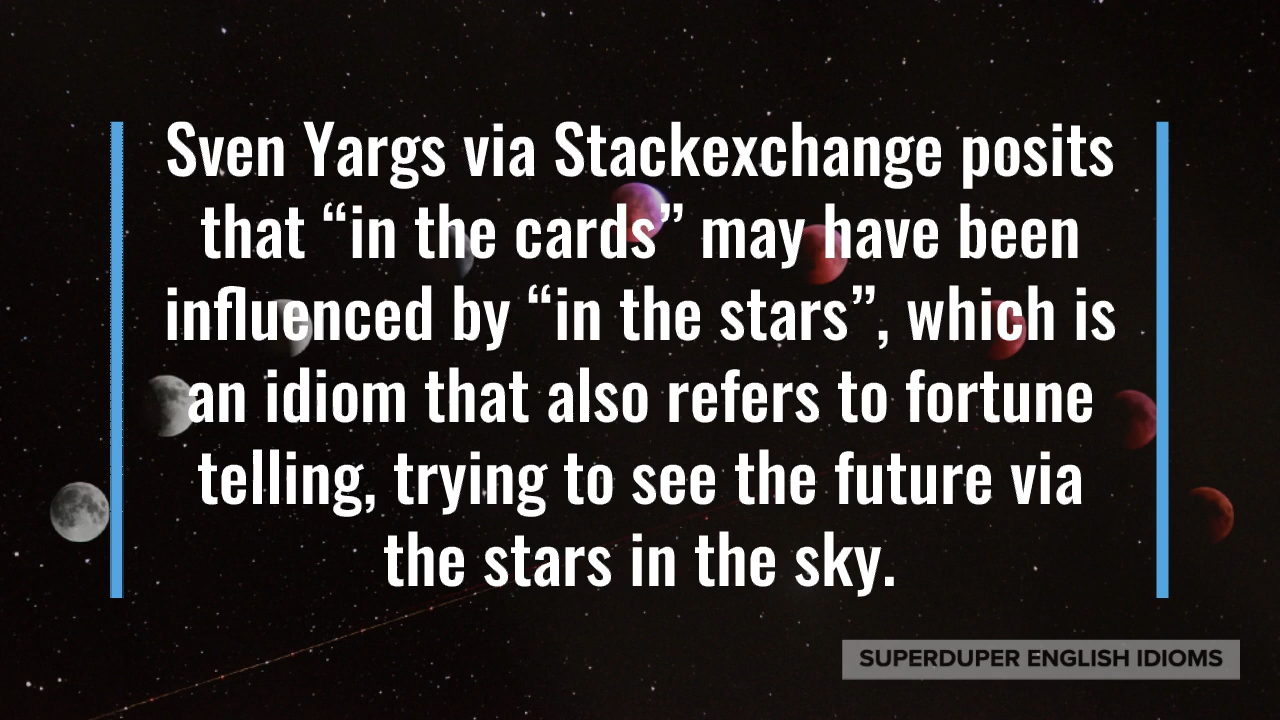 Sven Yargs via Stackexchange posits
that “in the cards” may have been
influenced by “in the stars”, which is
an idiom that also refers to fortune
telling, trying to see the future via
the stars in the sky.
SUPERDUPER ENGLISH IDIOMS